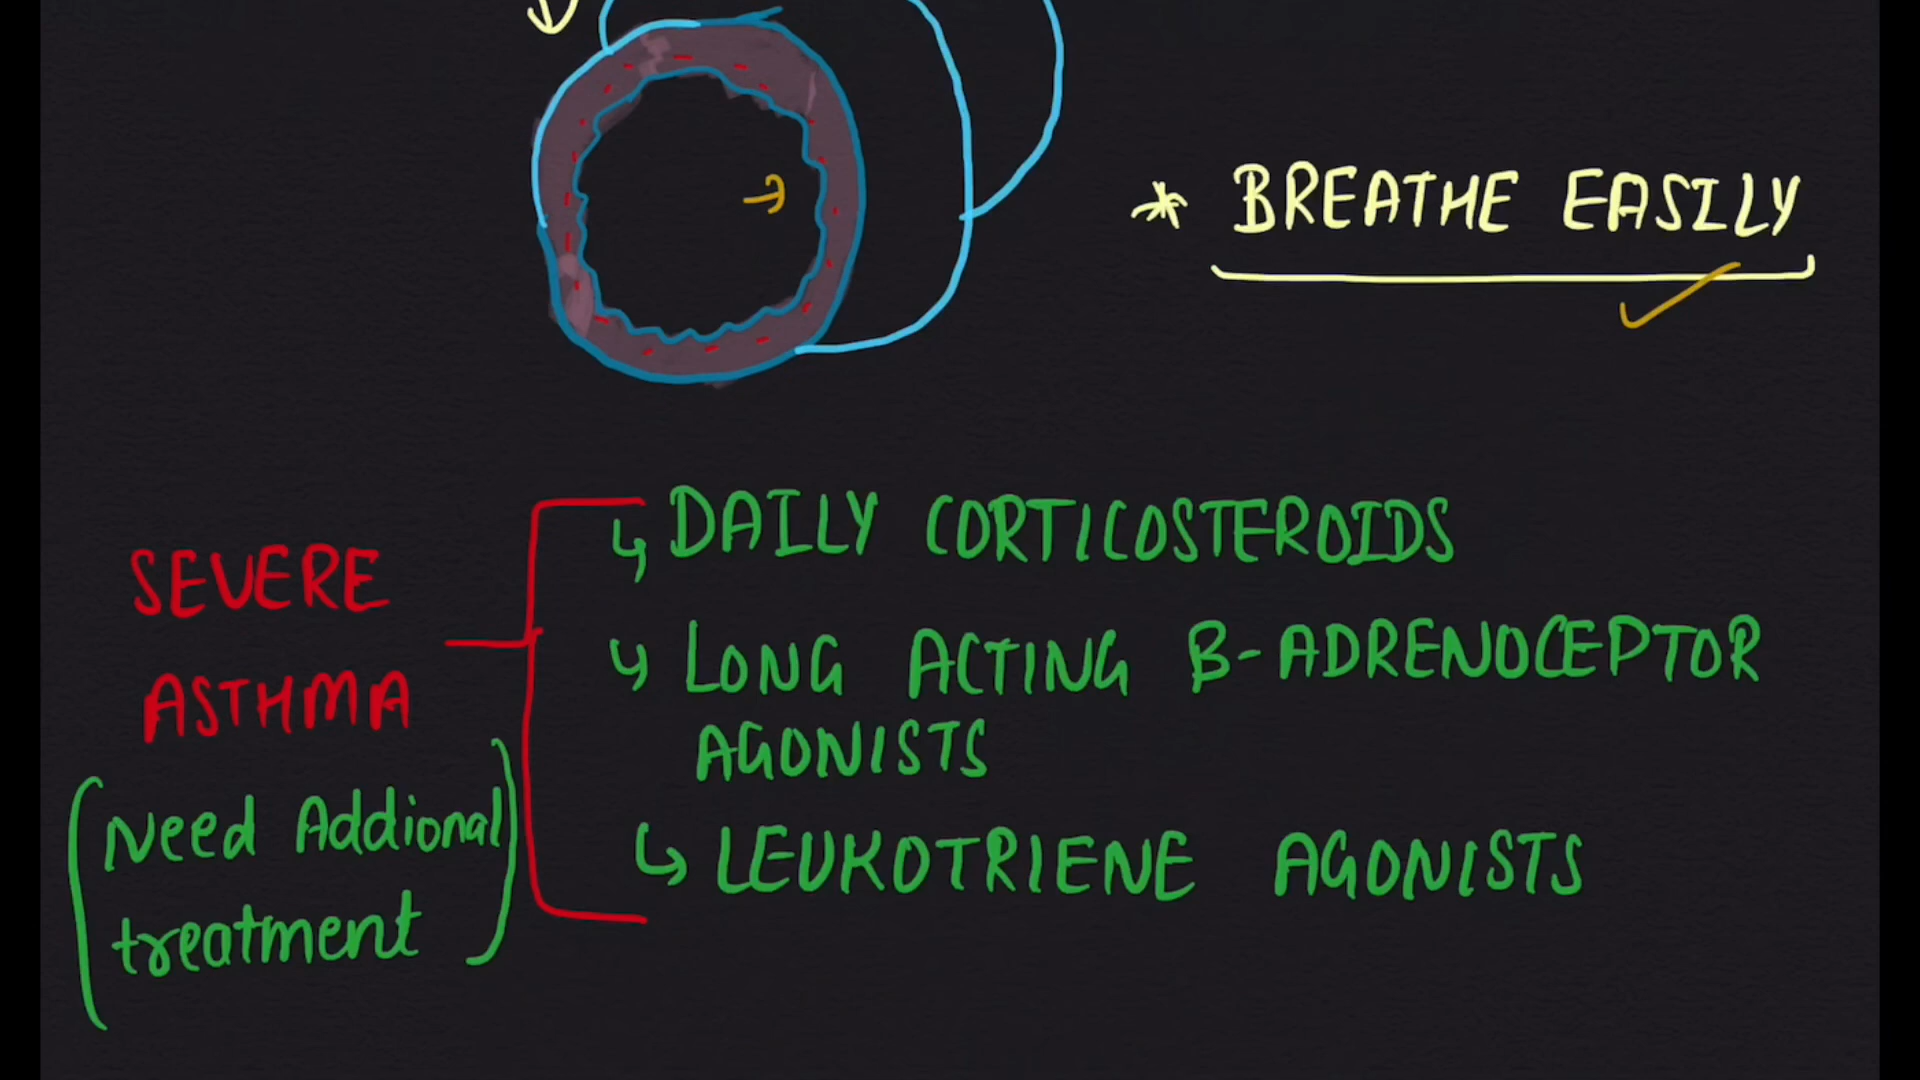 * BREATHE EASILY
SEVERE
ASTHMA
(Need Addional
treatment)
DAILY CORTICOSTEROIDS
LONG ACTING B-ADRENOCEPTOR
AGONISTS
LEUKOTRIENE AGONISTS